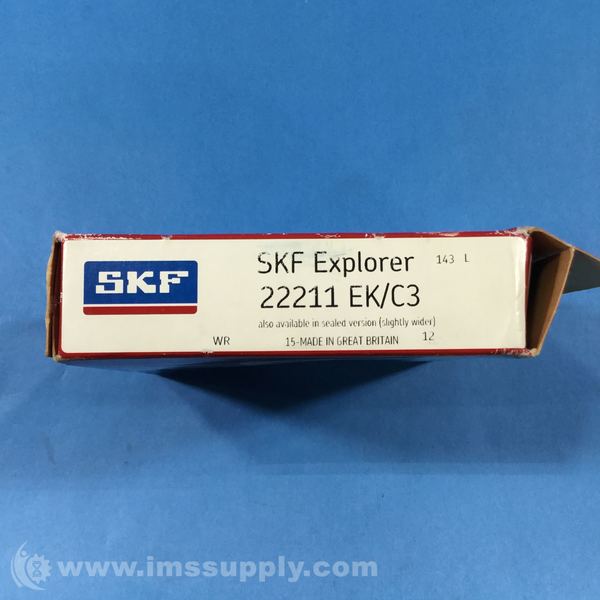 SKF
SKF Explorer 143 L
22211 EK/C3
also available in sealed version (slightly wider)
WR 15-MADE IN GREAT BRITAIN 12
www.imssupply.com